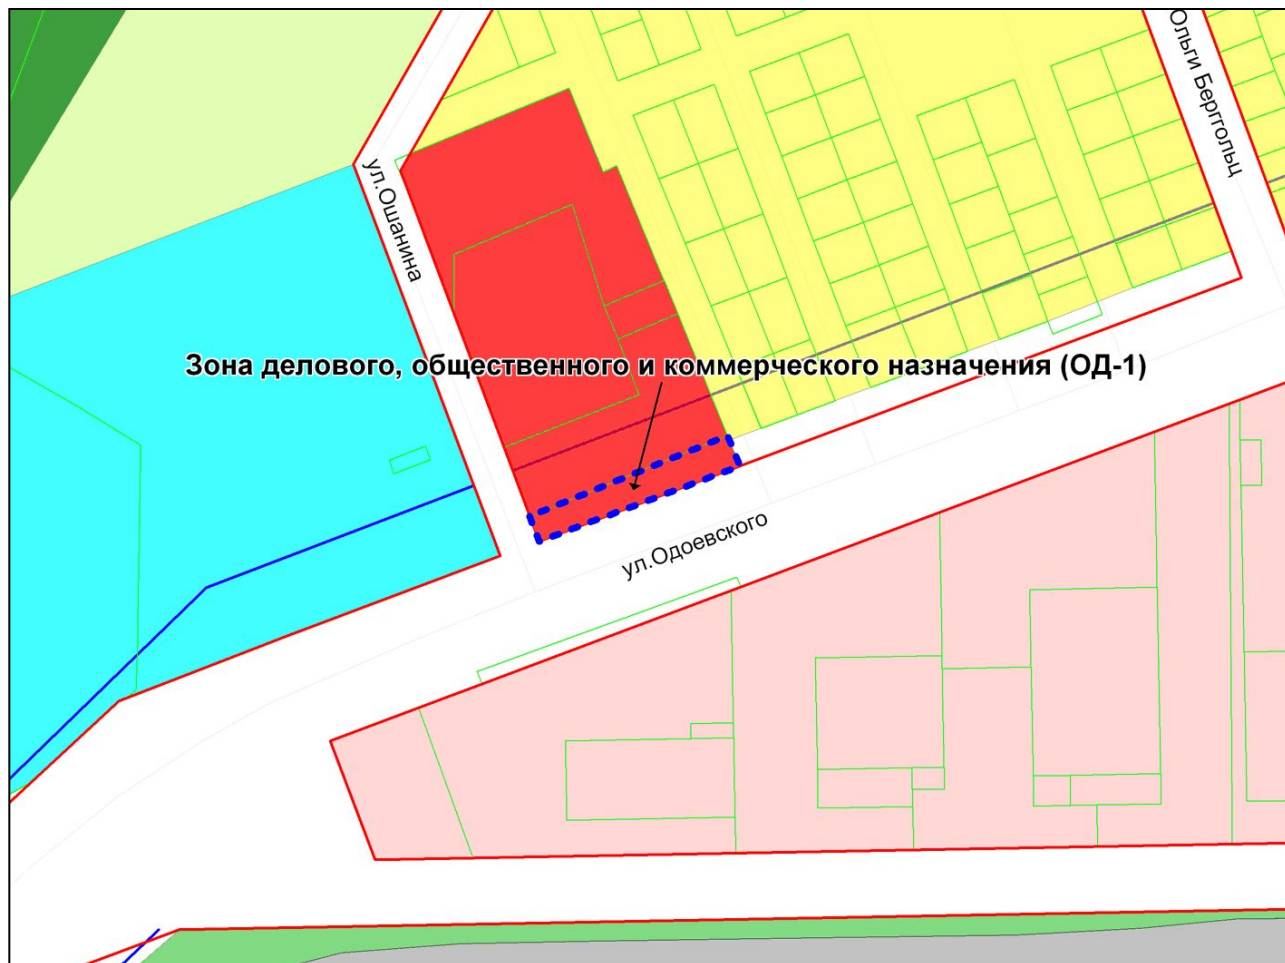 Ольги Берггольц
ул.Ошанина
Зона делового, общественного и коммерческого назначения (ОД-1)
ул.Одоевского